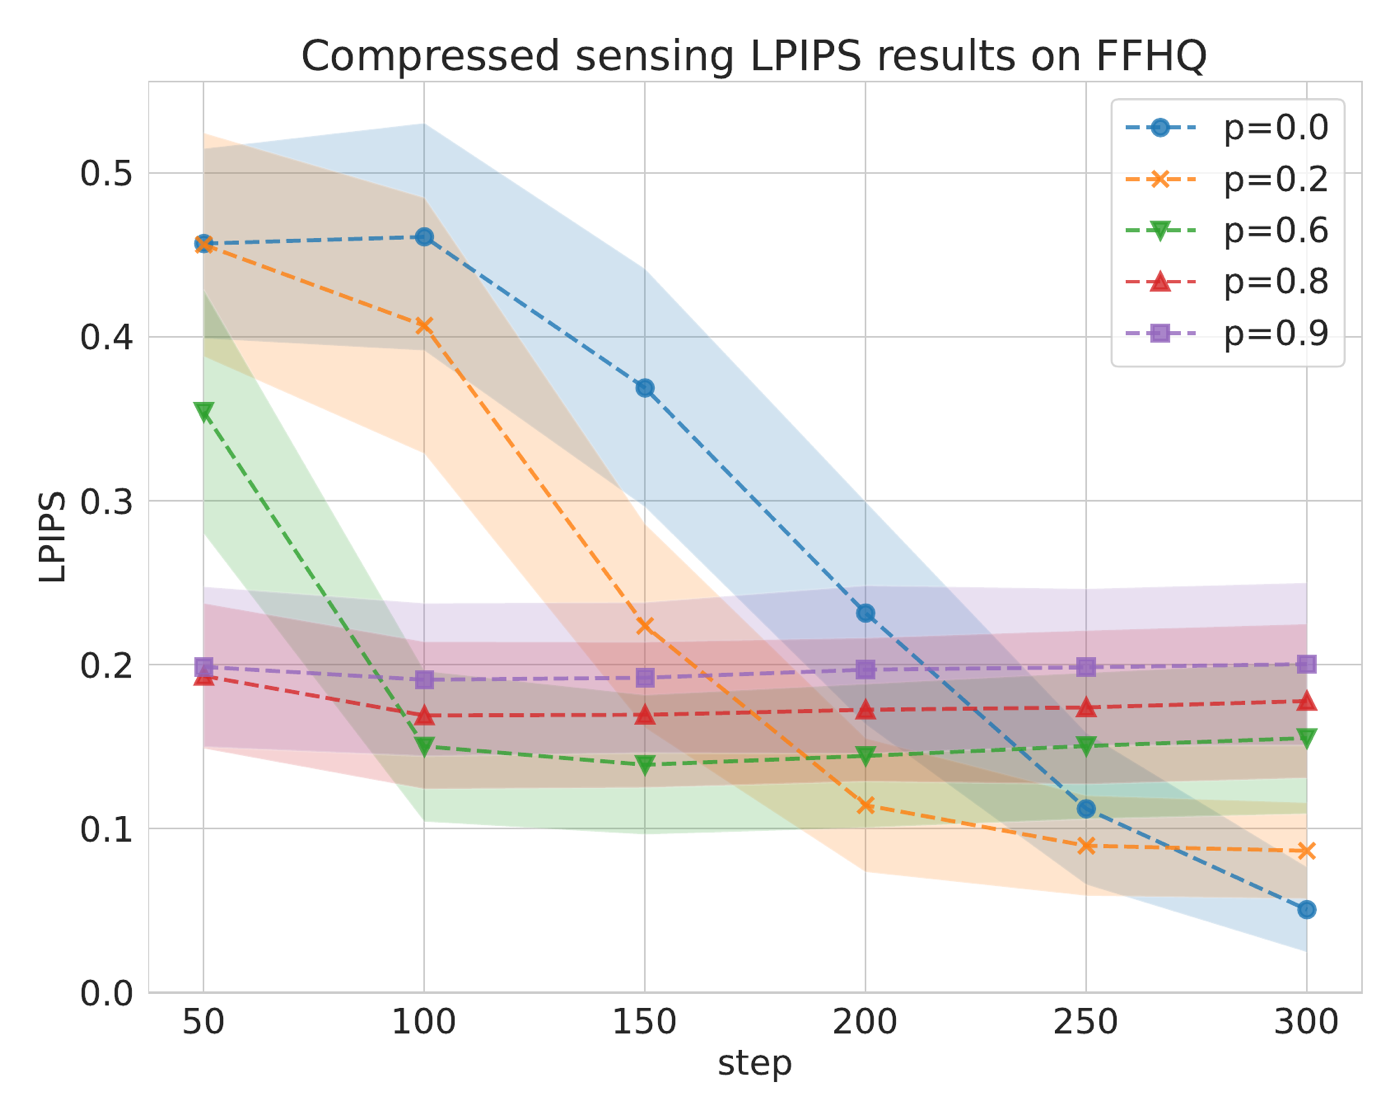 Compressed sensing LPIPS results on FFHQ
p=0.0
p=0.2
p=0.6
p=0.8
p=0.9
LPIPS
0.5
0.4
0.3
0.2
0.1
0.0
50 100 150 200 250 300
step